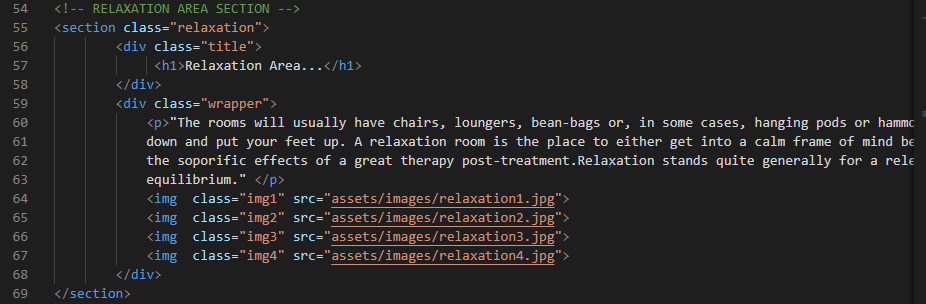 54 <!-- RELAXATION AREA SECTION -->
55 <section class="relaxation">
56 <div class="title">
57 <h1>Relaxation Area...</h1>
58 </div>
59 <div class="wrapper">
60 <p>"The rooms will usually have chairs, loungers, bean-bags or, in some cases, hanging pods or
61 down and put your feet up. A relaxation room is the place to either get into a calm frame of mind
62 the soporific effects of a great therapy post-treatment.Relaxation stands quite generally for a
63 equilibrium." </p>
64 <img  class="img1" src="assets/images/relaxation1.jpg">
65 <img  class="img2" src="assets/images/relaxation2.jpg">
66 <img  class="img3" src="assets/images/relaxation3.jpg">
67 <img  class="img4" src="assets/images/relaxation4.jpg">
68 </div>
69 </section>